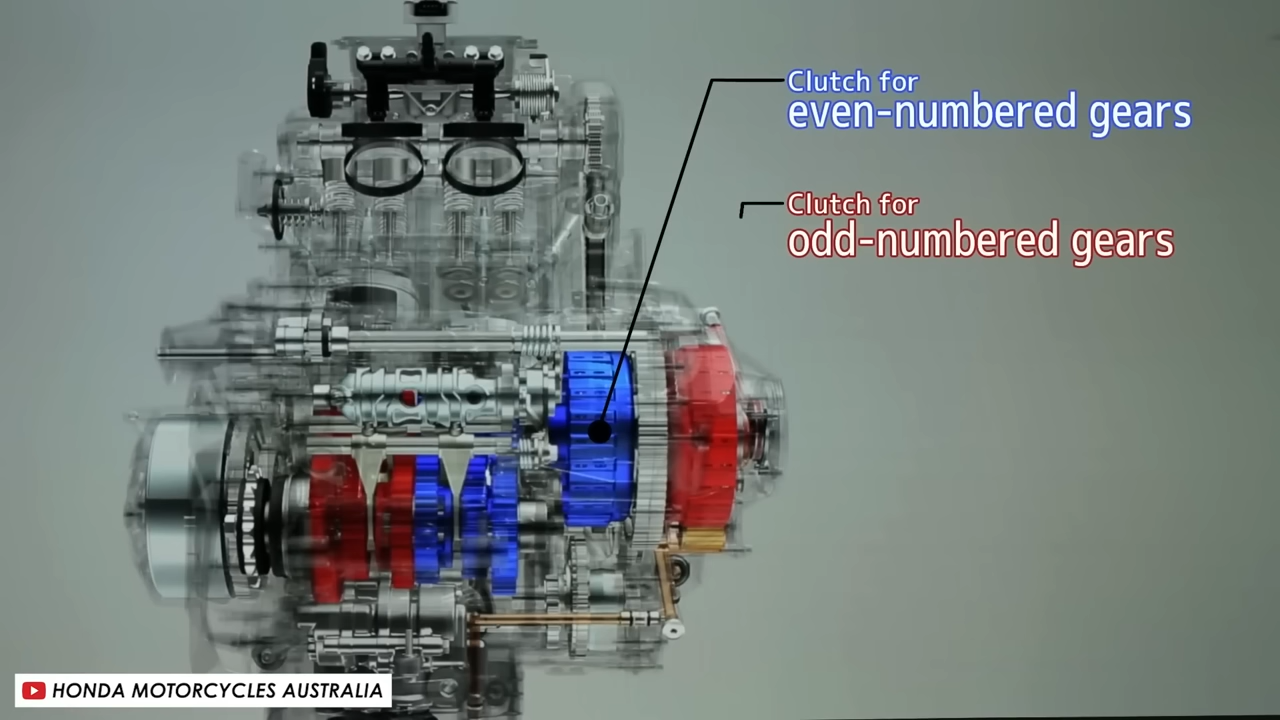 Clutch for
even-numbered gears
Clutch for
odd-numbered gears
HONDA MOTORCYCLES AUSTRALIA